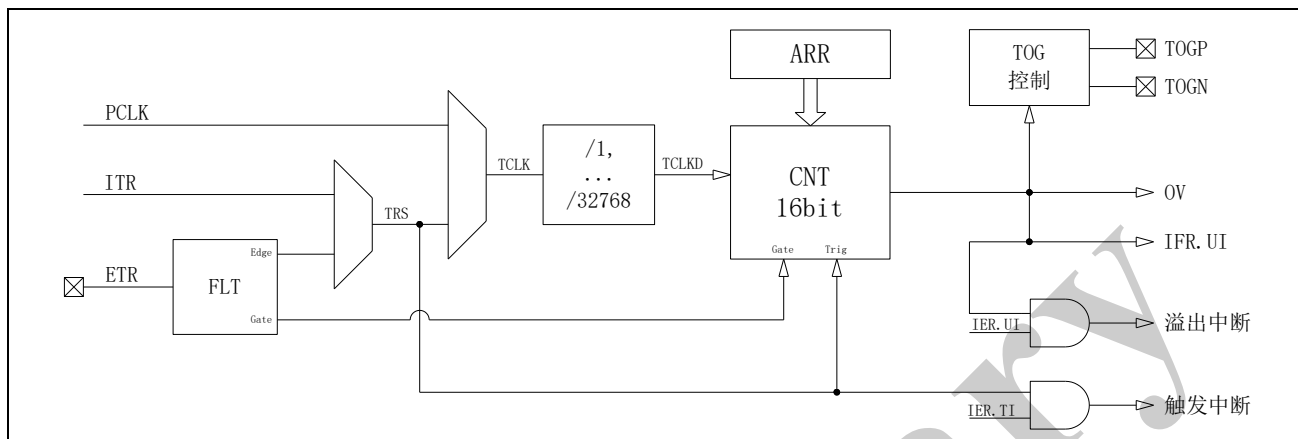 ARR
TOG
控制
TOGP
TOGN
PCLK
ITR
TRS
TCLK
/1,
...
/32768
TCLKD
CNT
16bit
Gate
Trig
OV
IFR.UI
ETR
FLT
Edge
Gate
IER.UI
溢出中断
IER.TI
触发中断